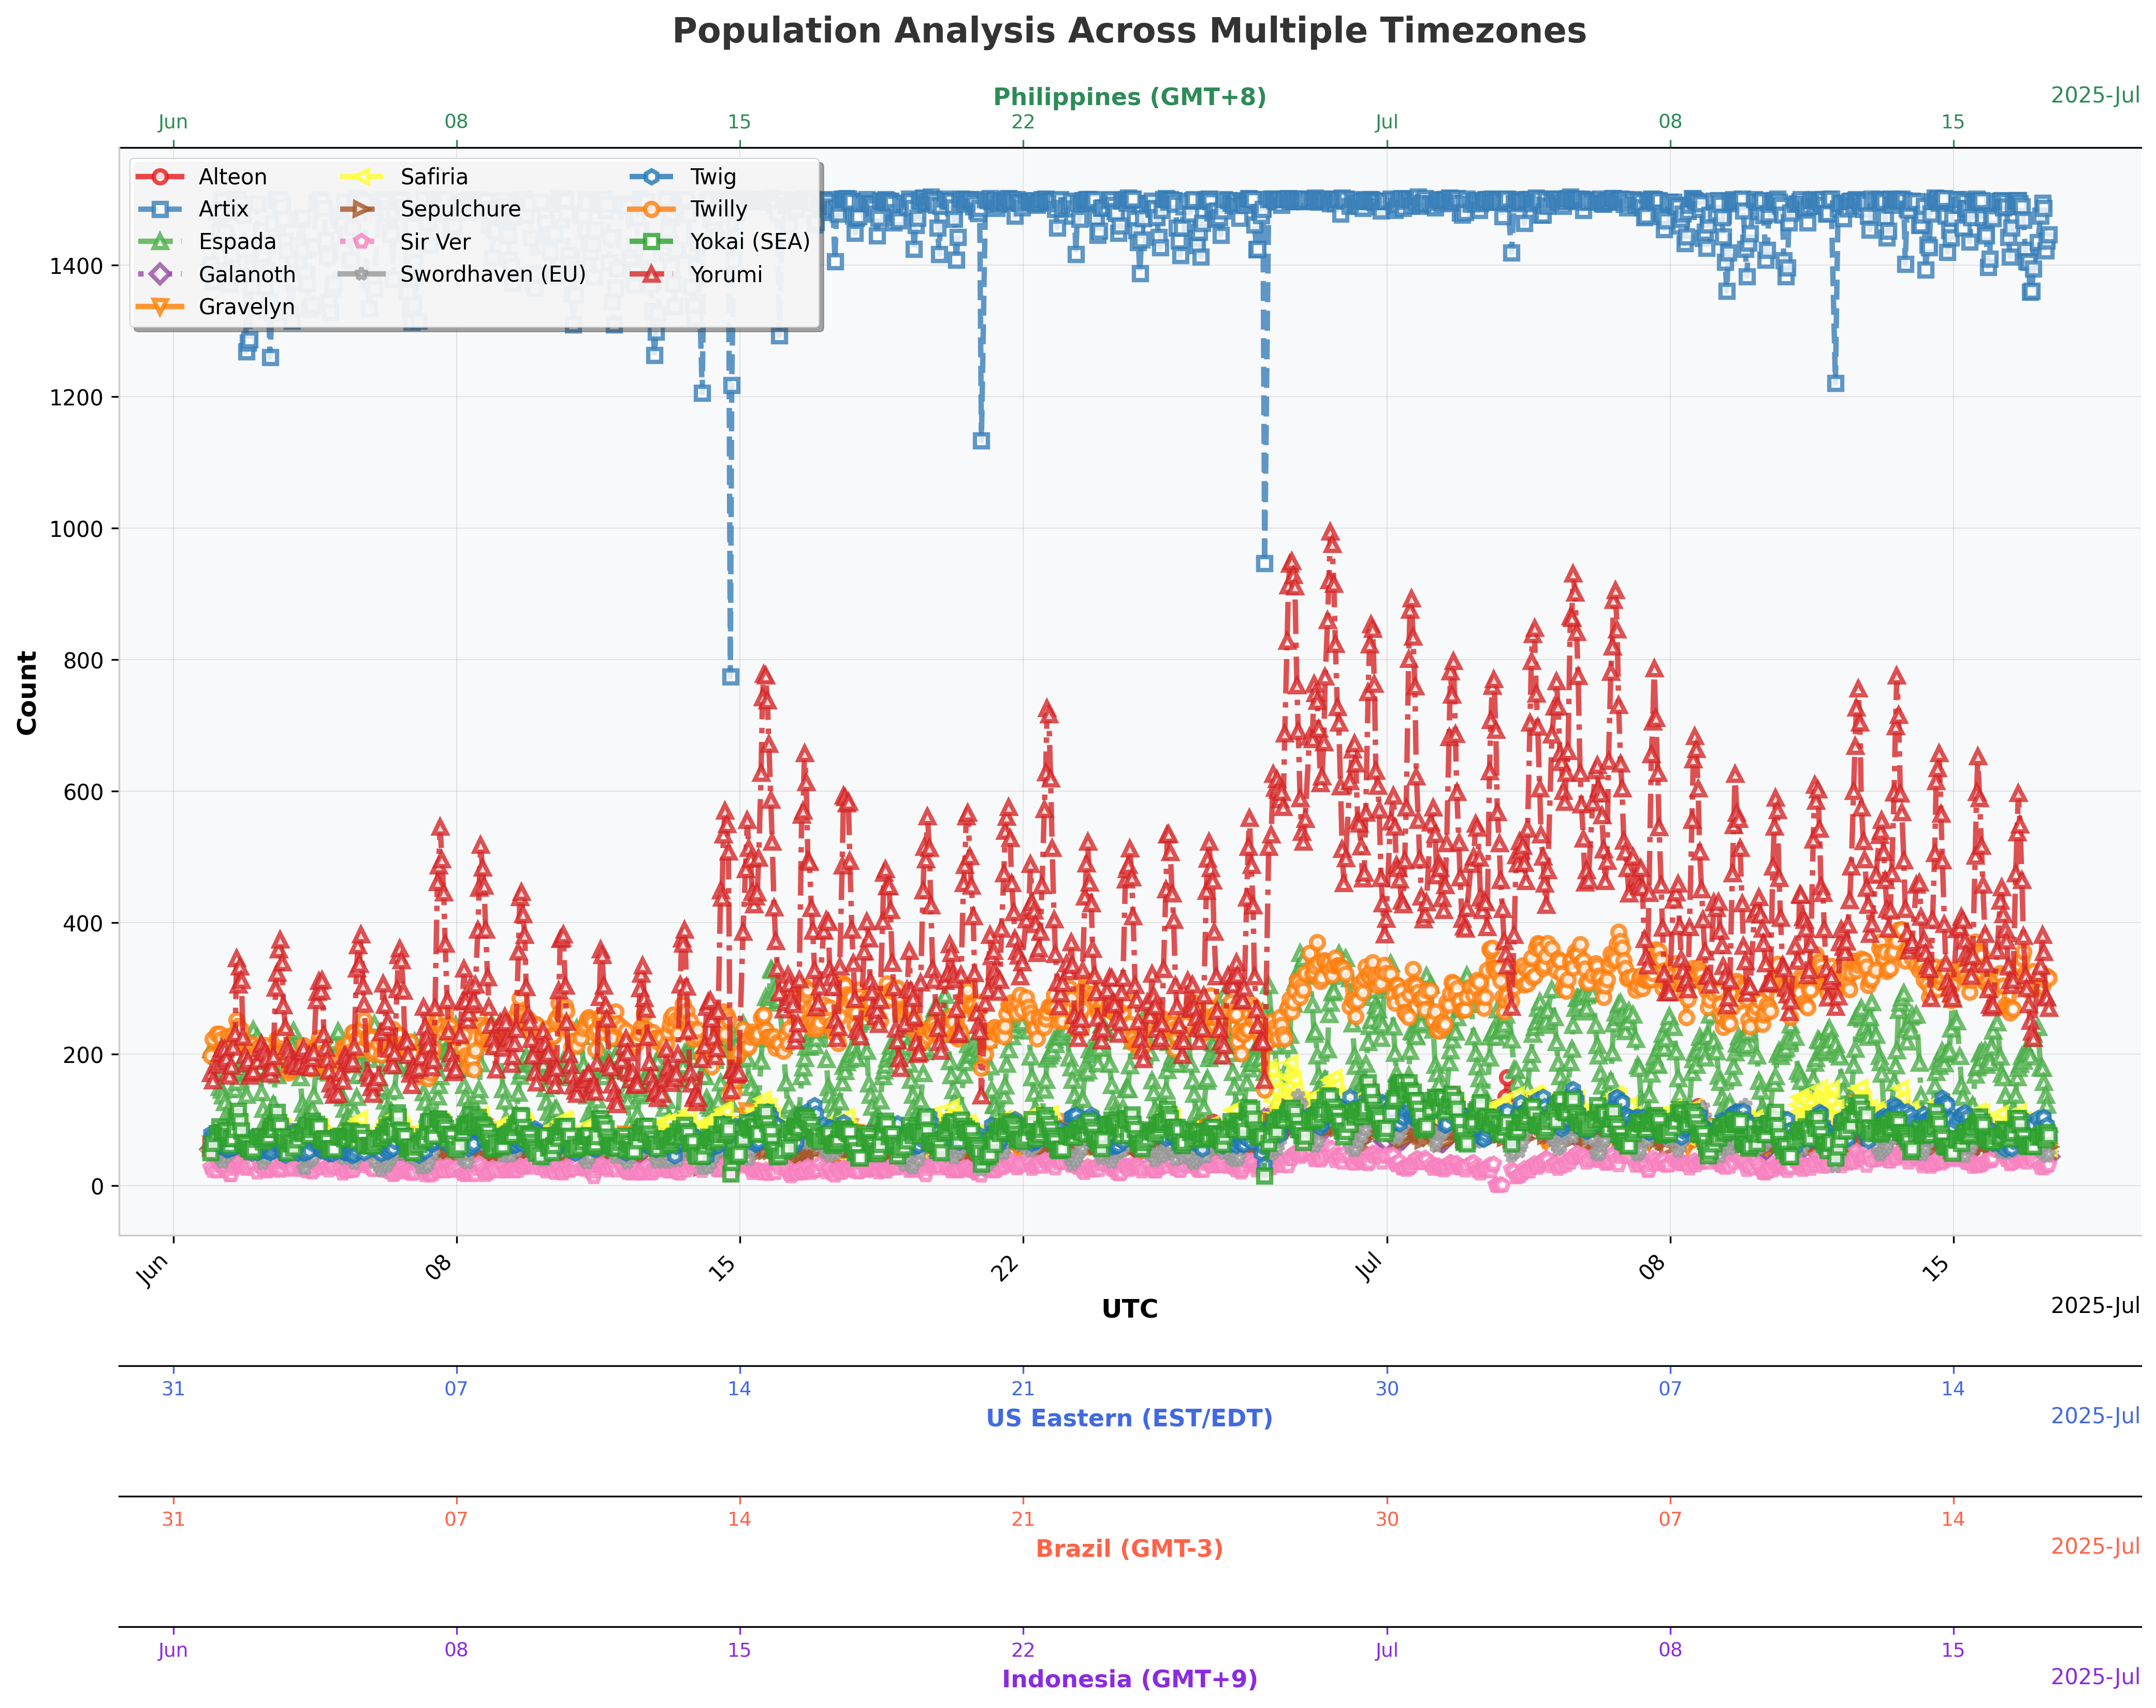 Population Analysis Across Multiple Timezones
Philippines (GMT+8)
2025-Jul
Jun 08 15 22 Jul 08 15
Alteon Safiria Twig
Artix Sepulchure Twilly
Espada Sir Ver Yokai (SEA)
Galanoth Swordhaven (EU) Yorumi
Gravelyn
1400
1200
1000
800
600
400
200
0
Count
Jun 08 15 22 Jul 08 15
UTC
2025-Jul
31 07 14 21 30 07 14
US Eastern (EST/EDT)
2025-Jul
31 07 14 21 30 07 14
Brazil (GMT-3)
2025-Jul
Jun 08 15 22 Jul 08 15
Indonesia (GMT+9)
2025-Jul